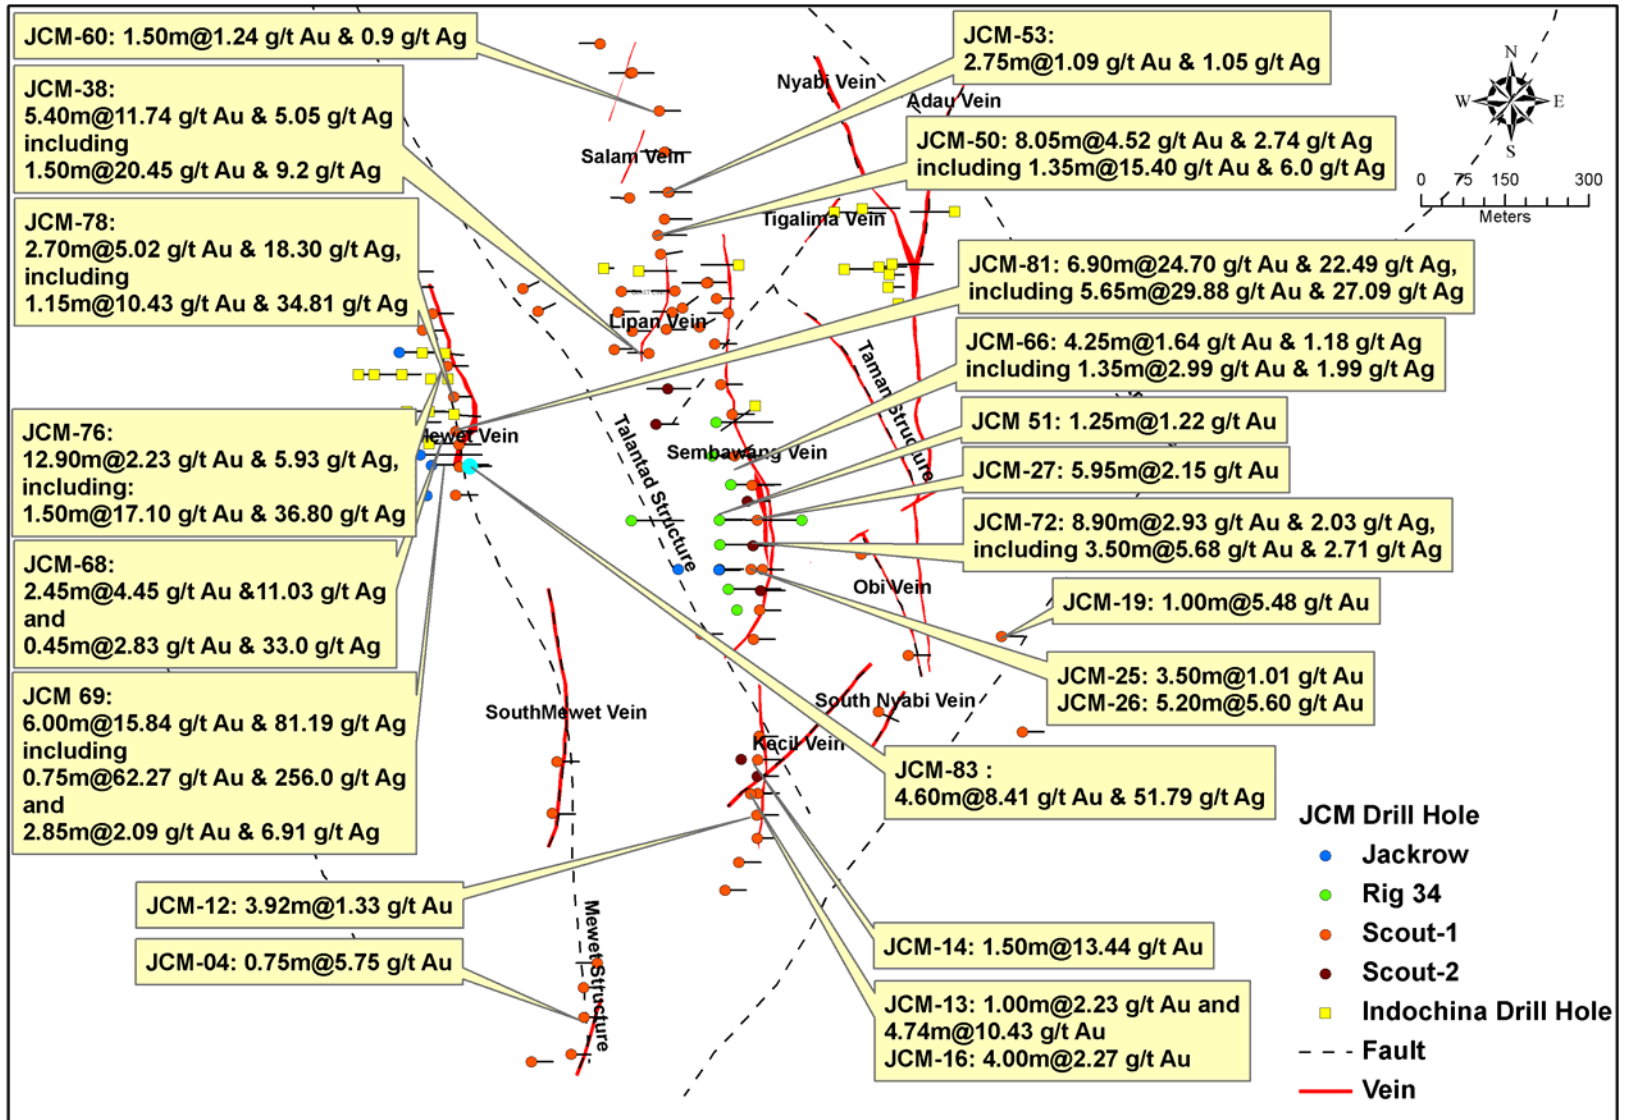 JCM-60: 1.50m@1.24 g/t Au & 0.9 g/t Ag
JCM-38:
5.40m@11.74 g/t Au & 5.05 g/t Ag
including
1.50m@20.45 g/t Au & 9.2 g/t Ag
JCM-78:
2.70m@5.02 g/t Au & 18.30 g/t Ag,
including
1.15m@10.43 g/t Au & 34.81 g/t Ag
JCM-76:
12.90m@2.23 g/t Au & 5.93 g/t Ag,
including:
1.50m@17.10 g/t Au & 36.80 g/t Ag
JCM-68:
2.45m@4.45 g/t Au &11.03 g/t Ag
and
0.45m@2.83 g/t Au & 33.0 g/t Ag
JCM 69:
6.00m@15.84 g/t Au & 81.19 g/t Ag
including
0.75m@62.27 g/t Au & 256.0 g/t Ag
and
2.85m@2.09 g/t Au & 6.91 g/t Ag
JCM-12: 3.92m@1.33 g/t Au
JCM-04: 0.75m@5.75 g/t Au
Salam Vein
Lipan Vein
Nyabi Vein
Adau Vein
Tigalima Vein
Vein
Sembawang Vein
Talantad Structure
Taman Structure
Obi Vein
SouthMewet Vein
South Nyabi Vein
Kecil Vein
Mewet Structure
JCM-53:
2.75m@1.09 g/t Au & 1.05 g/t Ag
JCM-50: 8.05m@4.52 g/t Au & 2.74 g/t Ag
including 1.35m@15.40 g/t Au & 6.0 g/t Ag
JCM-81: 6.90m@24.70 g/t Au & 22.49 g/t Ag,
including 5.65m@29.88 g/t Au & 27.09 g/t Ag
JCM-66: 4.25m@1.64 g/t Au & 1.18 g/t Ag
including 1.35m@2.99 g/t Au & 1.99 g/t Ag
JCM 51: 1.25m@1.22 g/t Au
JCM-27: 5.95m@2.15 g/t Au
JCM-72: 8.90m@2.93 g/t Au & 2.03 g/t Ag,
including 3.50m@5.68 g/t Au & 2.71 g/t Ag
JCM-19: 1.00m@5.48 g/t Au
JCM-25: 3.50m@1.01 g/t Au
JCM-26: 5.20m@5.60 g/t Au
JCM-83 :
4.60m@8.41 g/t Au & 51.79 g/t Ag
JCM-14: 1.50m@13.44 g/t Au
JCM-13: 1.00m@2.23 g/t Au and
4.74m@10.43 g/t Au
JCM-16: 4.00m@2.27 g/t Au
N
W E
S
0 75 150 300
Meters
JCM Drill Hole
Jackrow
Rig 34
Scout-1
Scout-2
Indochina Drill Hole
Fault
Vein